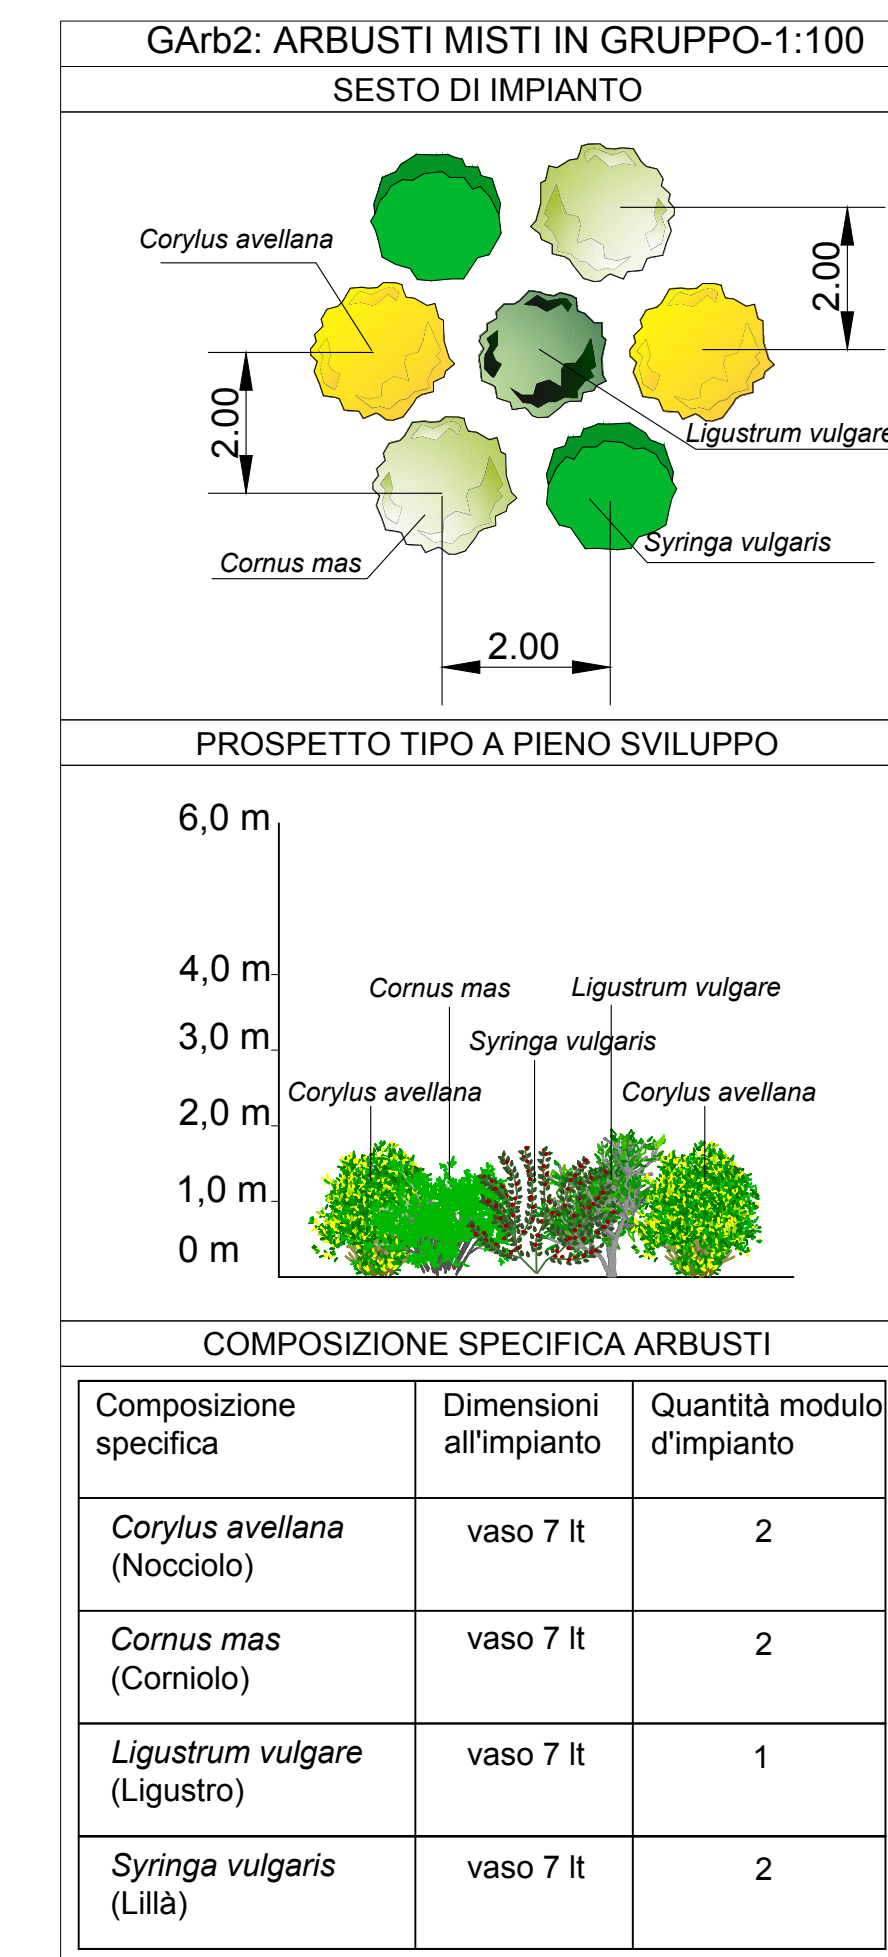 GArb2: ARBUSTI MISTI IN GRUPPO-1:100
SESTO DI IMPIANTO
Corylus avellana
2.00
2.00
Ligustrum vulgare
Syringa vulgaris
Cornus mas
2.00
PROSPETTO TIPO A PIENO SVILUPPO
6,0 m
4,0 m
Cornus mas
Ligustrum vulgare
3,0 m
Syringa vulgaris
Corylus avellana
Corylus avellana
2,0 m
1,0 m
0 m
COMPOSIZIONE SPECIFICA ARBUSTI
Composizione
specifica
Dimensioni
all'impianto
Quantità modulo
d'impianto
Corylus avellana
(Nocciolo)
vaso 7 lt
2
Cornus mas
(Corniolo)
vaso 7 lt
2
Ligustrum vulgare
(Ligustro)
vaso 7 lt
1
Syringa vulgaris
(Lillà)
vaso 7 lt
2